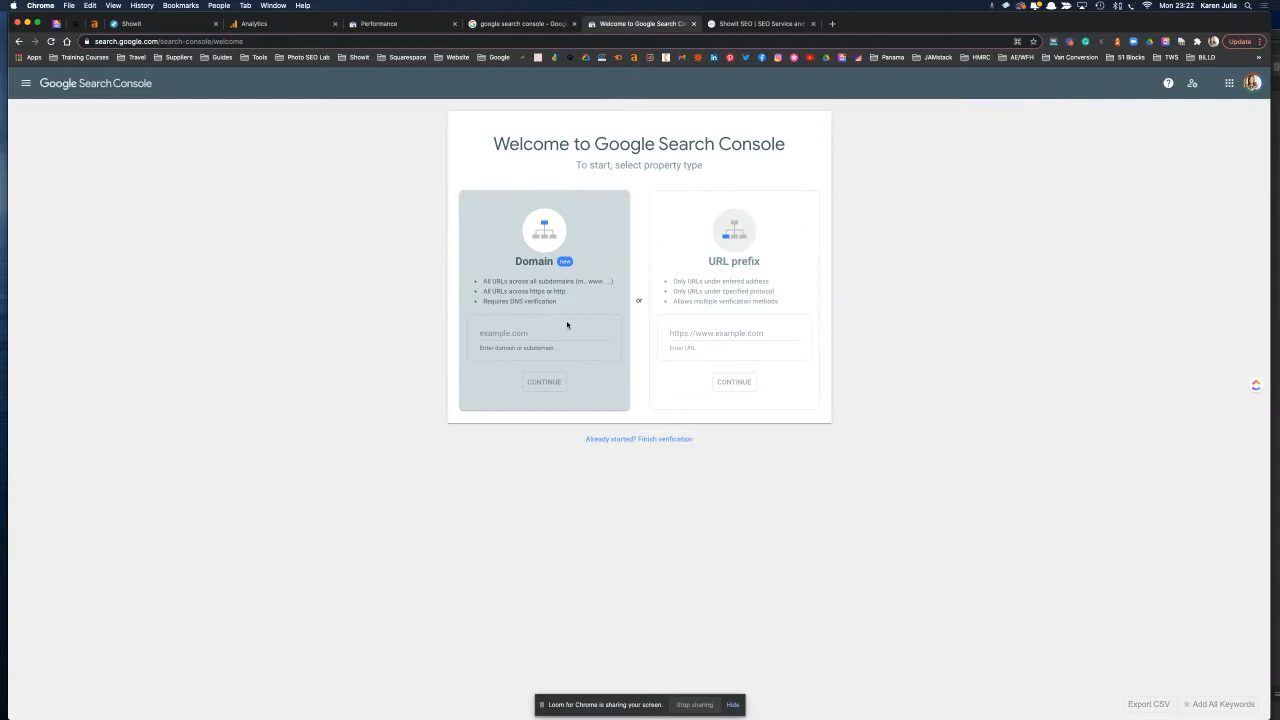 Chrome File Edit View History Bookmarks People Tab Window Help
Mon 23:22 Karen Julia
Showit
Analytics
Performance
google search console - Googl
Welcome to Google Search Co
Showit SEO | SEO Service and
search.google.com/search-console/welcome
Update
Apps Training Courses Travel Suppliers Guides Tools Photo SEO Lab Showit Squarespace Website Google Panama JAMstack HMRC AE/WFH Van Conversion 51 Blocks TWS BILLD
Google Search Console
Welcome to Google Search Console
To start, select property type
Domain new
All URLs across all subdomains (m., www. ...)
All URLs across https or http
Requires DNS verification
example.com
Enter domain or subdomain
CONTINUE
or
URL prefix
Only URLs under entered address
Only URLs under specified protocol
Allows multiple verification methods
https://www.example.com
Enter URL
CONTINUE
Already started? Finish verification
Loom for Chrome is sharing your screen. Stop sharing Hide
Export CSV Add All Keywords